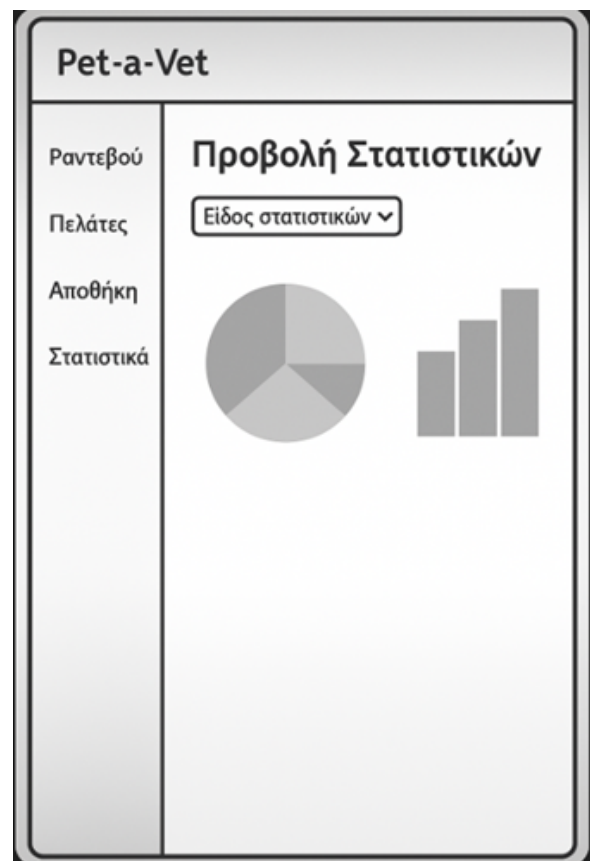 Pet-a-Vet
Ραντεβού
Πελάτες
Αποθήκη
Στατιστικά
Προβολή Στατιστικών
Είδος στατιστικών